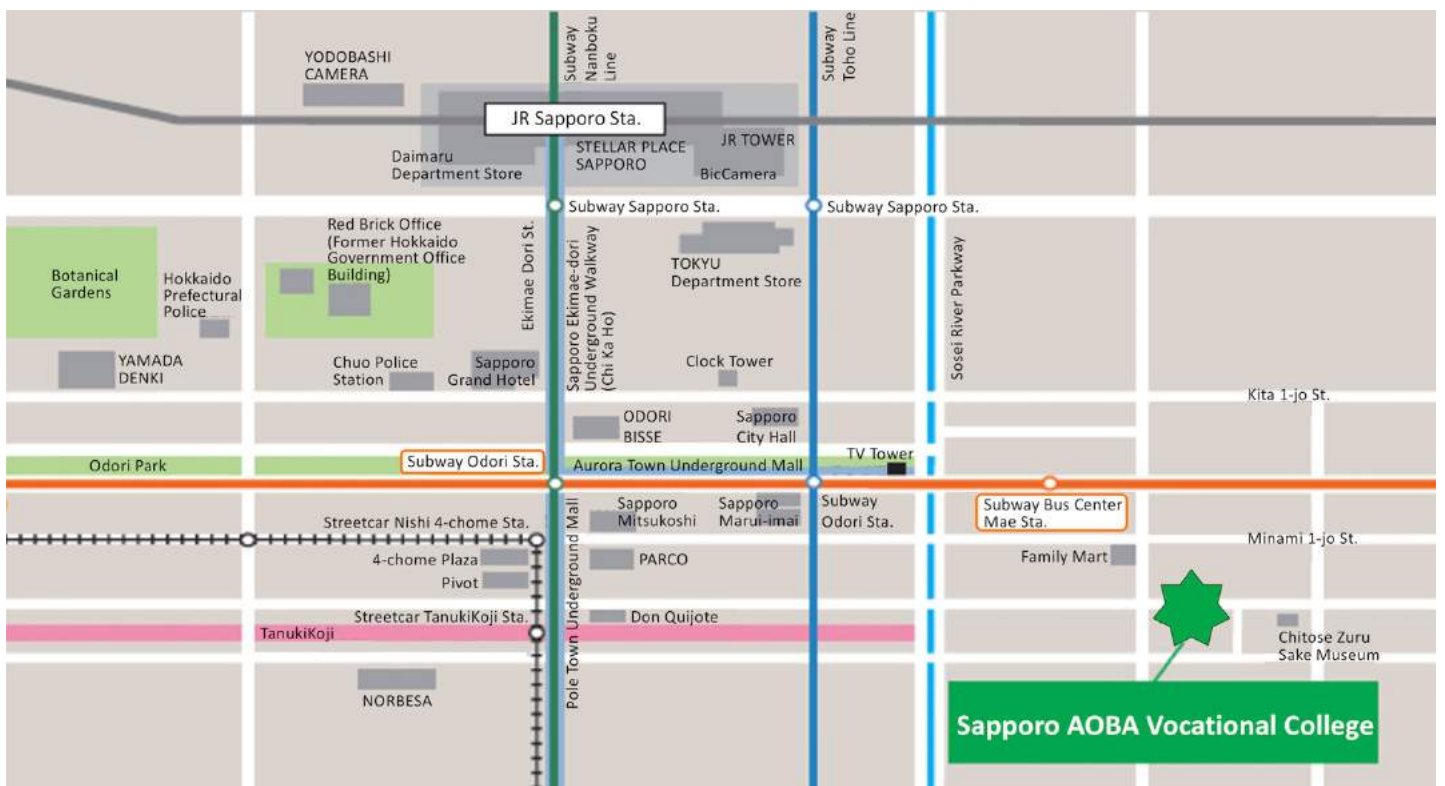 YODOBASHI
CAMERA
Subway
Nanboku
Line
Subway
Toho Line
JR Sapporo Sta.
Daimaru
Department Store
STELLAR PLACE
SAPPORO
JR TOWER
BicCamera
Subway Sapporo Sta.
Subway Sapporo Sta.
Botanical
Gardens
Hokkaido
Prefectural
Police
Red Brick Office
(Former Hokkaido
Government Office
Building)
Ekimae Dori St.
Sapporo Ekimae-dori
Underground Walkway
(Chi Ka Ho)
TOKYU
Department Store
Sosei River Parkway
YAMADA
DENKI
Chuo Police
Station
Sapporo
Grand Hotel
Clock Tower
Kita 1-jo St.
ODORI
BISSE
Sapporo
City Hall
Odori Park
Subway Odori Sta.
Aurora Town Underground Mall
TV Tower
Sapporo
Mitsukoshi
Sapporo
Marui-imai
Subway
Odori Sta.
Subway Bus Center
Mae Sta.
Streetcar Nishi 4-chome Sta.
Minami 1-jo St.
4-chome Plaza
Pivot
PARCO
Family Mart
Pole Town Underground Mall
Streetcar TanukiKoji Sta.
Don Quijote
TanukiKoji
Chitose Zuru
Sake Museum
NORBESA
Sapporo AOBA Vocational College